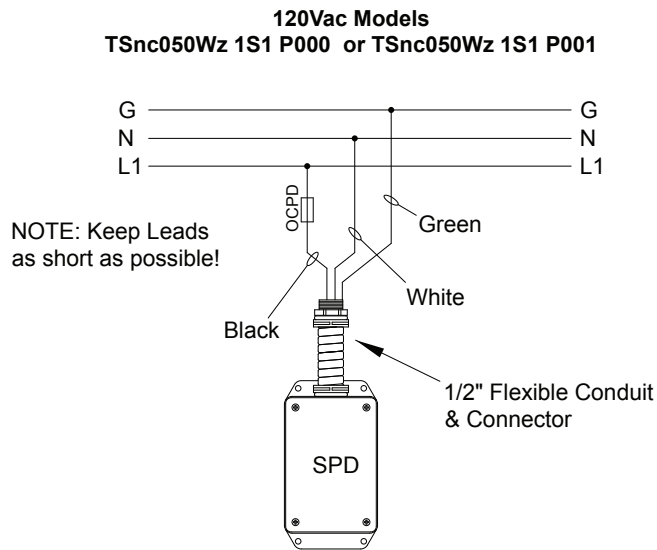 120Vac Models
TSnc050Wz 1S1 P000 or TSnc050Wz 1S1 P001
G G
N N
L1 L1
OCPD
Green
NOTE: Keep Leads
as short as possible!
White
Black
1/2" Flexible Conduit
& Connector
SPD